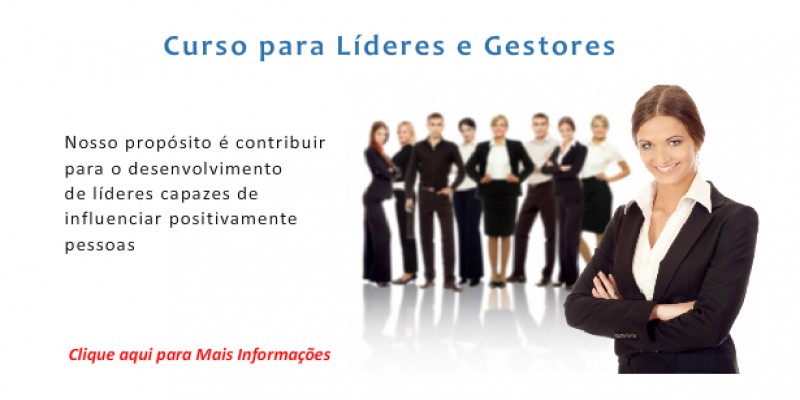 Curso para Líderes e Gestores
Nosso propósito é contribuir
para o desenvolvimento
de líderes capazes de
influenciar positivamente
pessoas
Clique aqui para Mais Informações